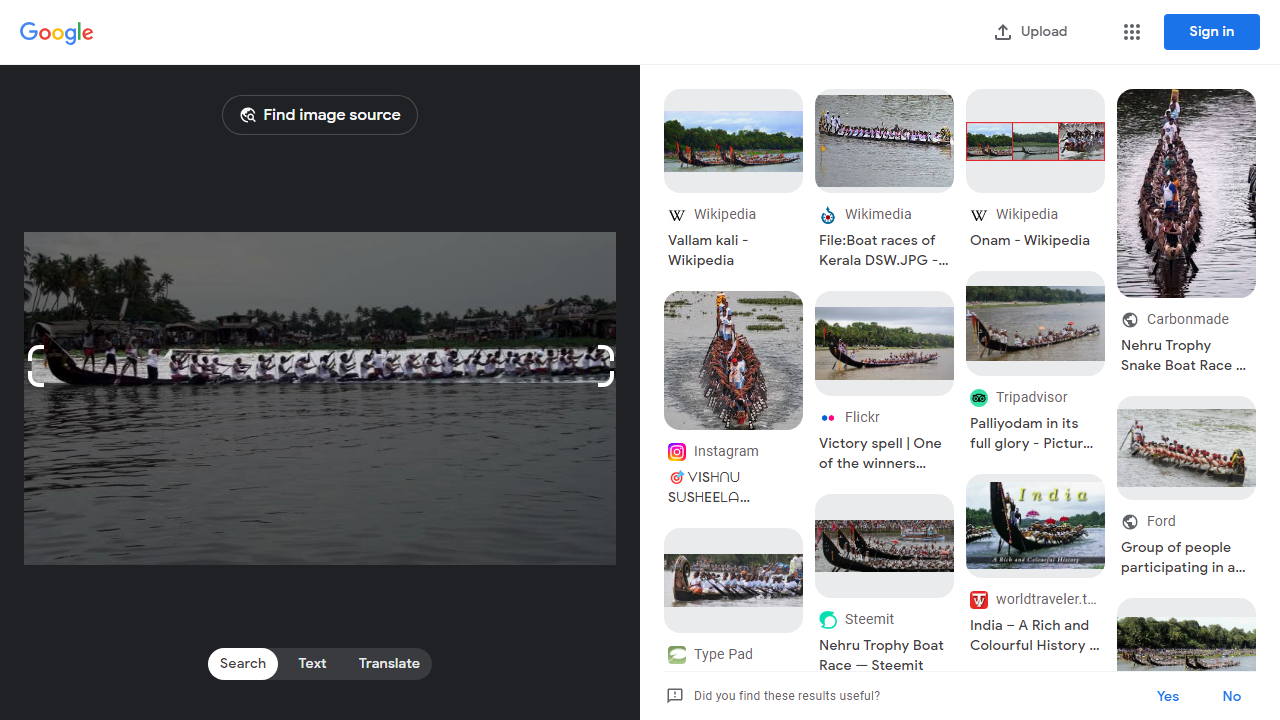 Google
Upload
Sign in
Find image source
Search
Text
Translate
Wikipedia
Vallam kali -
Wikipedia
Instagram
VISHNU
SUSHEELA...
Type Pad
Wikimedia
File:Boat races of
Kerala DSW.JPG -...
Flickr
Victory spell | One
of the winners...
Steemit
Nehru Trophy Boat
Race — Steemit
Wikipedia
Onam - Wikipedia
Tripadvisor
Palliyodam in its
full glory - Pictur...
India
A Rich and Colourful History
worldtraveler.t...
India – A Rich and
Colourful History ...
Carbonmade
Nehru Trophy
Snake Boat Race ...
Ford
Group of people
participating in a...
Did you find these results useful?
Yes
No